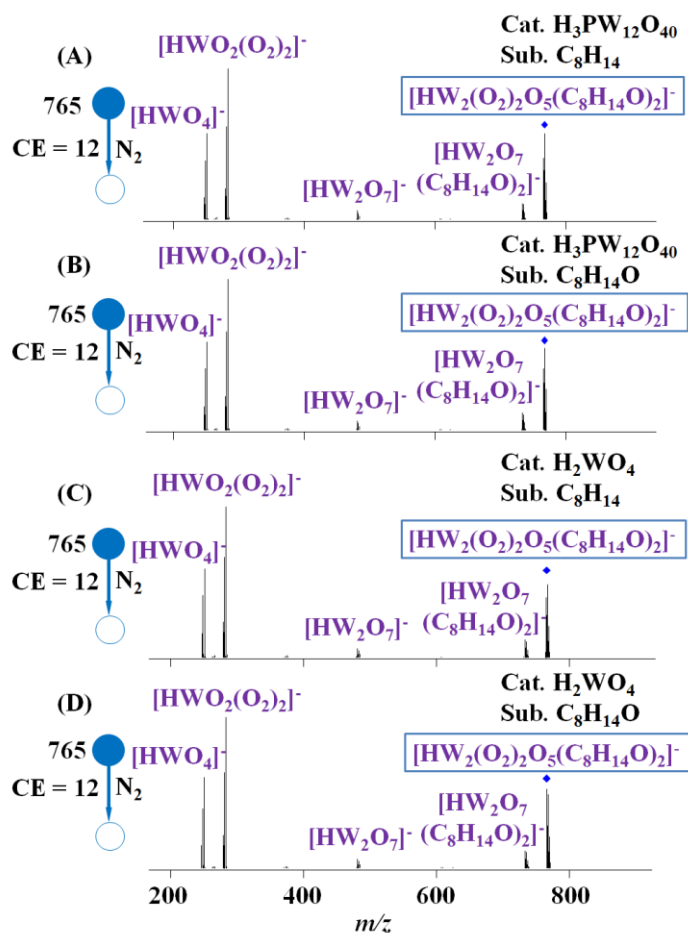 (A)
765
CE = 12 N₂
[HWO₂(O₂)₂]⁻
[HWO₄]⁻
[HW₂O₇]⁻
[HW₂O₇
(C₈H₁₄O)₂]⁻
Cat. H₃PW₁₂O₄₀
Sub. C₈H₁₄
[HW₂(O₂)₂O₅(C₈H₁₄O)₂]⁻
(B)
765
CE = 12 N₂
[HWO₂(O₂)₂]⁻
[HWO₄]⁻
[HW₂O₇]⁻
[HW₂O₇
(C₈H₁₄O)₂]⁻
Cat. H₃PW₁₂O₄₀
Sub. C₈H₁₄O
[HW₂(O₂)₂O₅(C₈H₁₄O)₂]⁻
(C)
765
CE = 12 N₂
[HWO₂(O₂)₂]⁻
[HWO₄]⁻
[HW₂O₇]⁻
[HW₂O₇
(C₈H₁₄O)₂]⁻
Cat. H₂WO₄
Sub. C₈H₁₄
[HW₂(O₂)₂O₅(C₈H₁₄O)₂]⁻
(D)
765
CE = 12 N₂
[HWO₂(O₂)₂]⁻
[HWO₄]⁻
[HW₂O₇]⁻
[HW₂O₇
(C₈H₁₄O)₂]⁻
Cat. H₂WO₄
Sub. C₈H₁₄O
[HW₂(O₂)₂O₅(C₈H₁₄O)₂]⁻
200 400 600 800
m/z